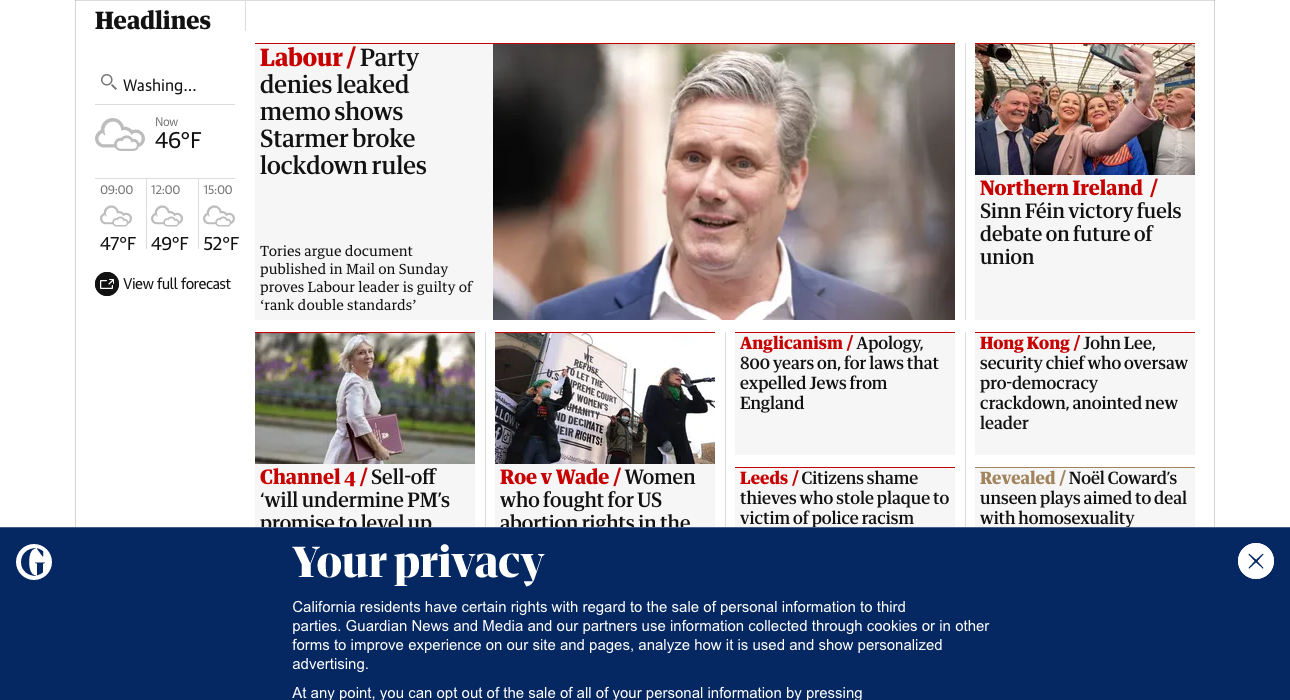 Headlines
Washing...
Now
46°F
09:00
12:00
15:00
47°F
49°F
52°F
View full forecast
Labour / Party
denies leaked
memo shows
Starmer broke
lockdown rules
Tories argue document
published in Mail on Sunday
proves Labour leader is guilty of
‘rank double standards’
Northern Ireland /
Sinn Féin victory fuels
debate on future of
union
Channel 4 / Sell-off
‘will undermine PM’s
promise to level up
WE
REFUSE
TO LET THE
U.S. SUPREME COURT
WOMEN'S
HUMANITY
AND DECIMATE
THEIR RIGHTS!
Roe v Wade / Women
who fought for US
abortion rights in the
Anglicanism / Apology,
800 years on, for laws that
expelled Jews from
England
Hong Kong / John Lee,
security chief who oversaw
pro-democracy
crackdown, anointed new
leader
Leeds / Citizens shame
thieves who stole plaque to
victim of police racism
Revealed / Noël Coward’s
unseen plays aimed to deal
with homosexuality
G
Your privacy
California residents have certain rights with regard to the sale of personal information to third
parties. Guardian News and Media and our partners use information collected through cookies or in other
forms to improve experience on our site and pages, analyze how it is used and show personalized
advertising.
At any point, you can opt out of the sale of all of your personal information by pressing